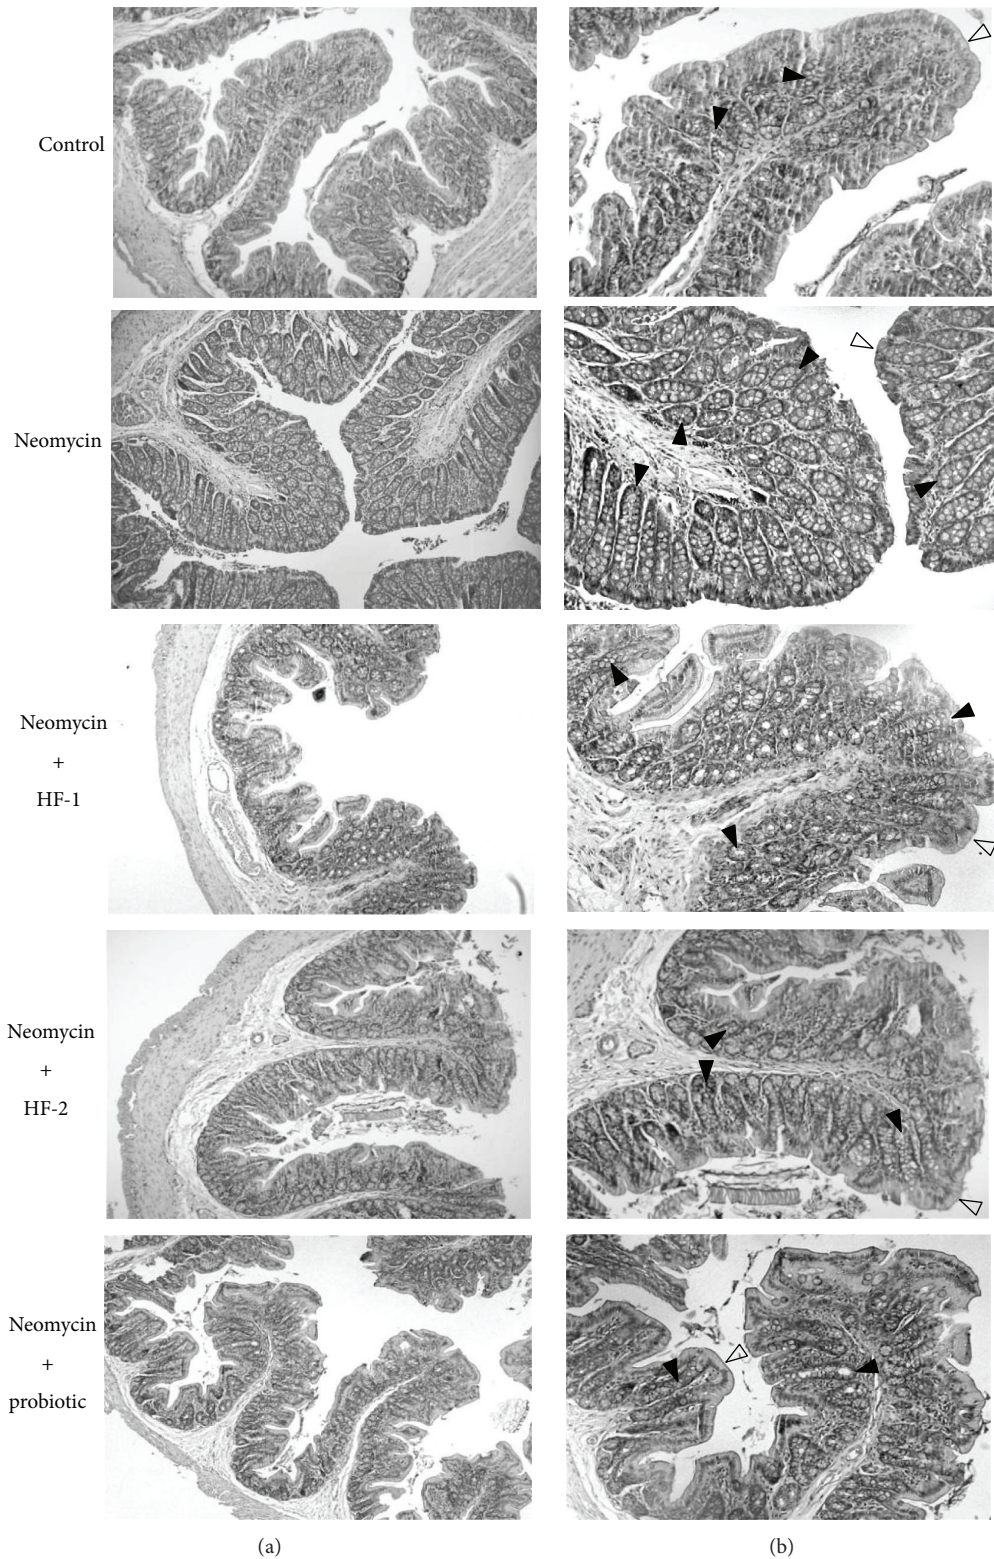 Control
Neomycin
Neomycin
+
HF-1
Neomycin
+
HF-2
Neomycin
+
probiotic
(a)
(b)